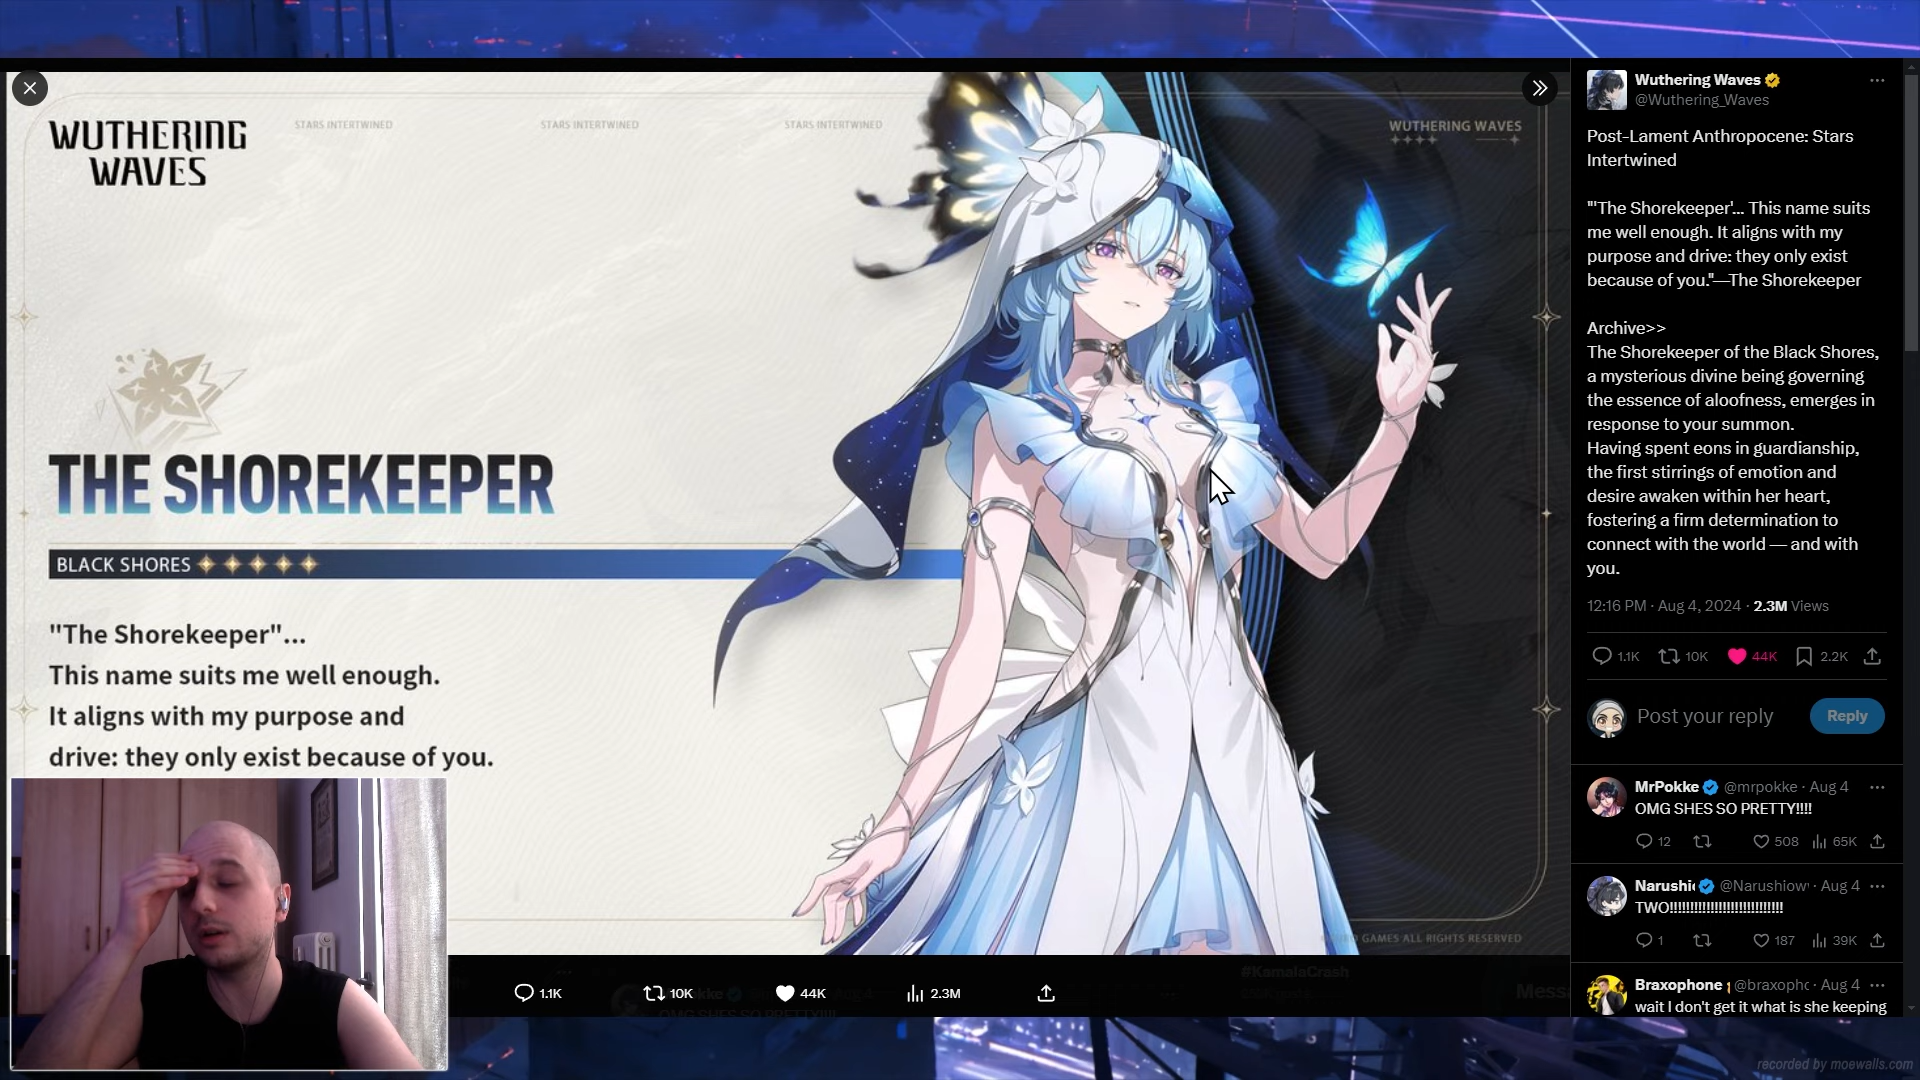 WUTHERING
WAVES
STARS INTERTWINED
STARS INTERTWINED
STARS INTERTWINED
WUTHERING WAVES
THE SHOREKEEPER
BLACK SHORES
"The Shorekeeper"...
This name suits me well enough.
It aligns with my purpose and
drive: they only exist because of you.
GAMES ALL RIGHTS RESERVED
#KamalaCrash
1.1K
10K
44K
2.3M
Wuthering Waves
@Wuthering_Waves
Post-Lament Anthropocene: Stars
Intertwined
"'The Shorekeeper'... This name suits
me well enough. It aligns with my
purpose and drive: they only exist
because of you."—The Shorekeeper
Archive>>
The Shorekeeper of the Black Shores,
a mysterious divine being governing
the essence of aloofness, emerges in
response to your summon.
Having spent eons in guardianship,
the first stirrings of emotion and
desire awaken within her heart,
fostering a firm determination to
connect with the world — and with
you.
12:16 PM · Aug 4, 2024 · 2.3M Views
1.1K 10K 44K 2.2K
Post your reply
Reply
MrPokke @mrpokke · Aug 4
OMG SHES SO PRETTY!!!!
12 508 65K
Narushi @Narushiow · Aug 4
TWO!!!!!!!!!!!!!!!!!!!!!!!!!!!!
1 187 39K
Braxophone @braxopho · Aug 4
wait I don't get it what is she keeping
recorded by moewalls.com